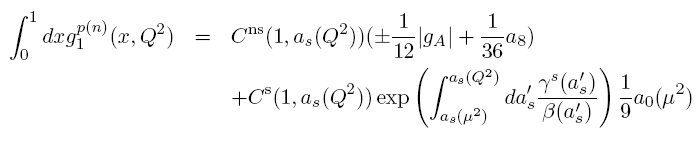 ∫₀¹ dx g₁^{p(n)}(x, Q²) = C^{ns}(1, a_s(Q²))(± 1/12 |g_A| + 1/36 a₈)
+C^s(1, a_s(Q²)) exp ( ∫_{a_s(μ²)}^{a_s(Q²)} da′_s γ^s(a′_s)/β(a′_s) ) 1/9 a₀(μ²)